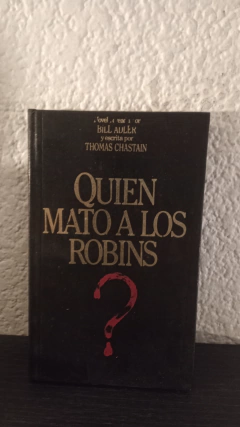 BILL ADLER
y escrita por
THOMAS CHASTAIN
QUIEN
MATO A LOS
ROBINS
?